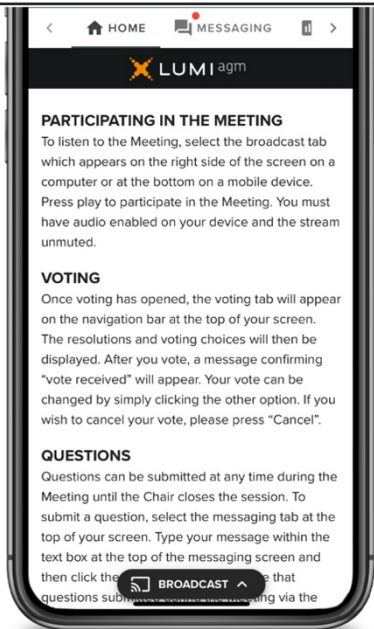 HOME MESSAGING
LUMI agm
PARTICIPATING IN THE MEETING
To listen to the Meeting, select the broadcast tab
which appears on the right side of the screen on a
computer or at the bottom on a mobile device.
Press play to participate in the Meeting. You must
have audio enabled on your device and the stream
unmuted.
VOTING
Once voting has opened, the voting tab will appear
on the navigation bar at the top of your screen.
The resolutions and voting choices will then be
displayed. After you vote, a message confirming
“vote received” will appear. Your vote can be
changed by simply clicking the other option. If you
wish to cancel your vote, please press “Cancel”.
QUESTIONS
Questions can be submitted at any time during the
Meeting until the Chair closes the session. To
submit a question, select the messaging tab at the
top of your screen. Type your message within the
text box at the top of the messaging screen and
then click the BROADCAST that
questions the